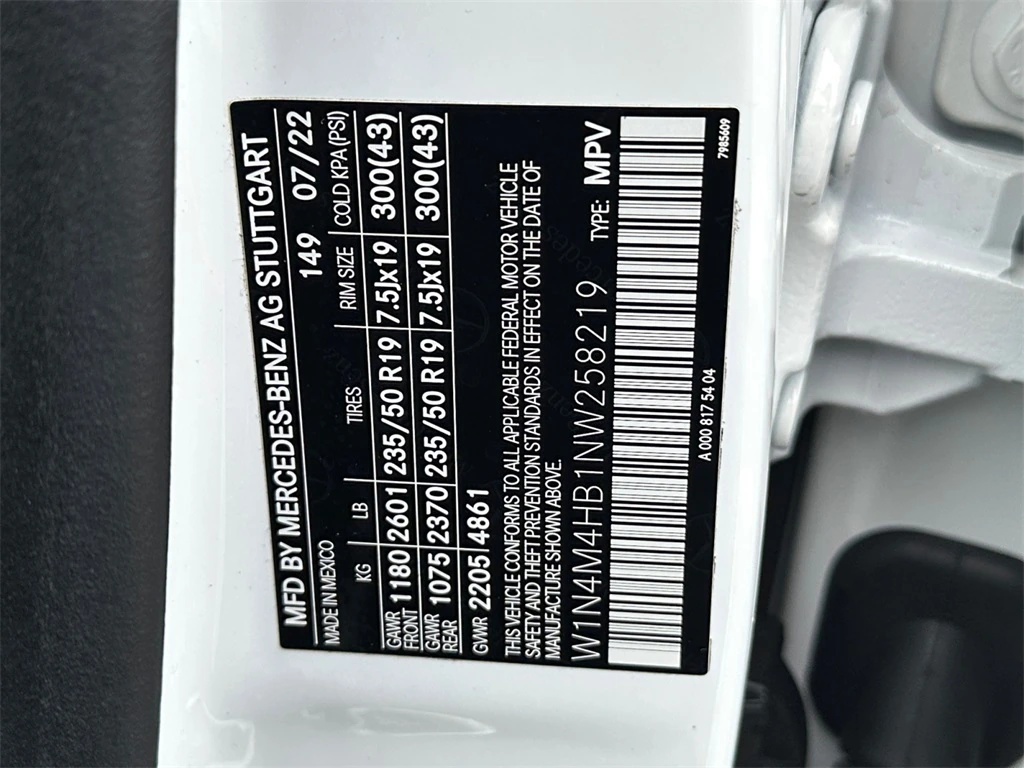 MFD BY MERCEDES-BENZ AG STUTTGART
MADE IN MEXICO 149 07/22
KG LB TIRES RIM SIZE COLD KPA(PSI)
GAWR FRONT 1180 2601 235/50 R19 7.5Jx19 300(43)
GAWR REAR 1075 2370 235/50 R19 7.5Jx19 300(43)
GVWR 2205 4861
THIS VEHICLE CONFORMS TO ALL APPLICABLE FEDERAL MOTOR VEHICLE
SAFETY AND THEFT PREVENTION STANDARDS IN EFFECT ON THE DATE OF
MANUFACTURE SHOWN ABOVE.
W1N4M4HB1NW258219 TYPE: MPV
A 000 817 54 04 7985609